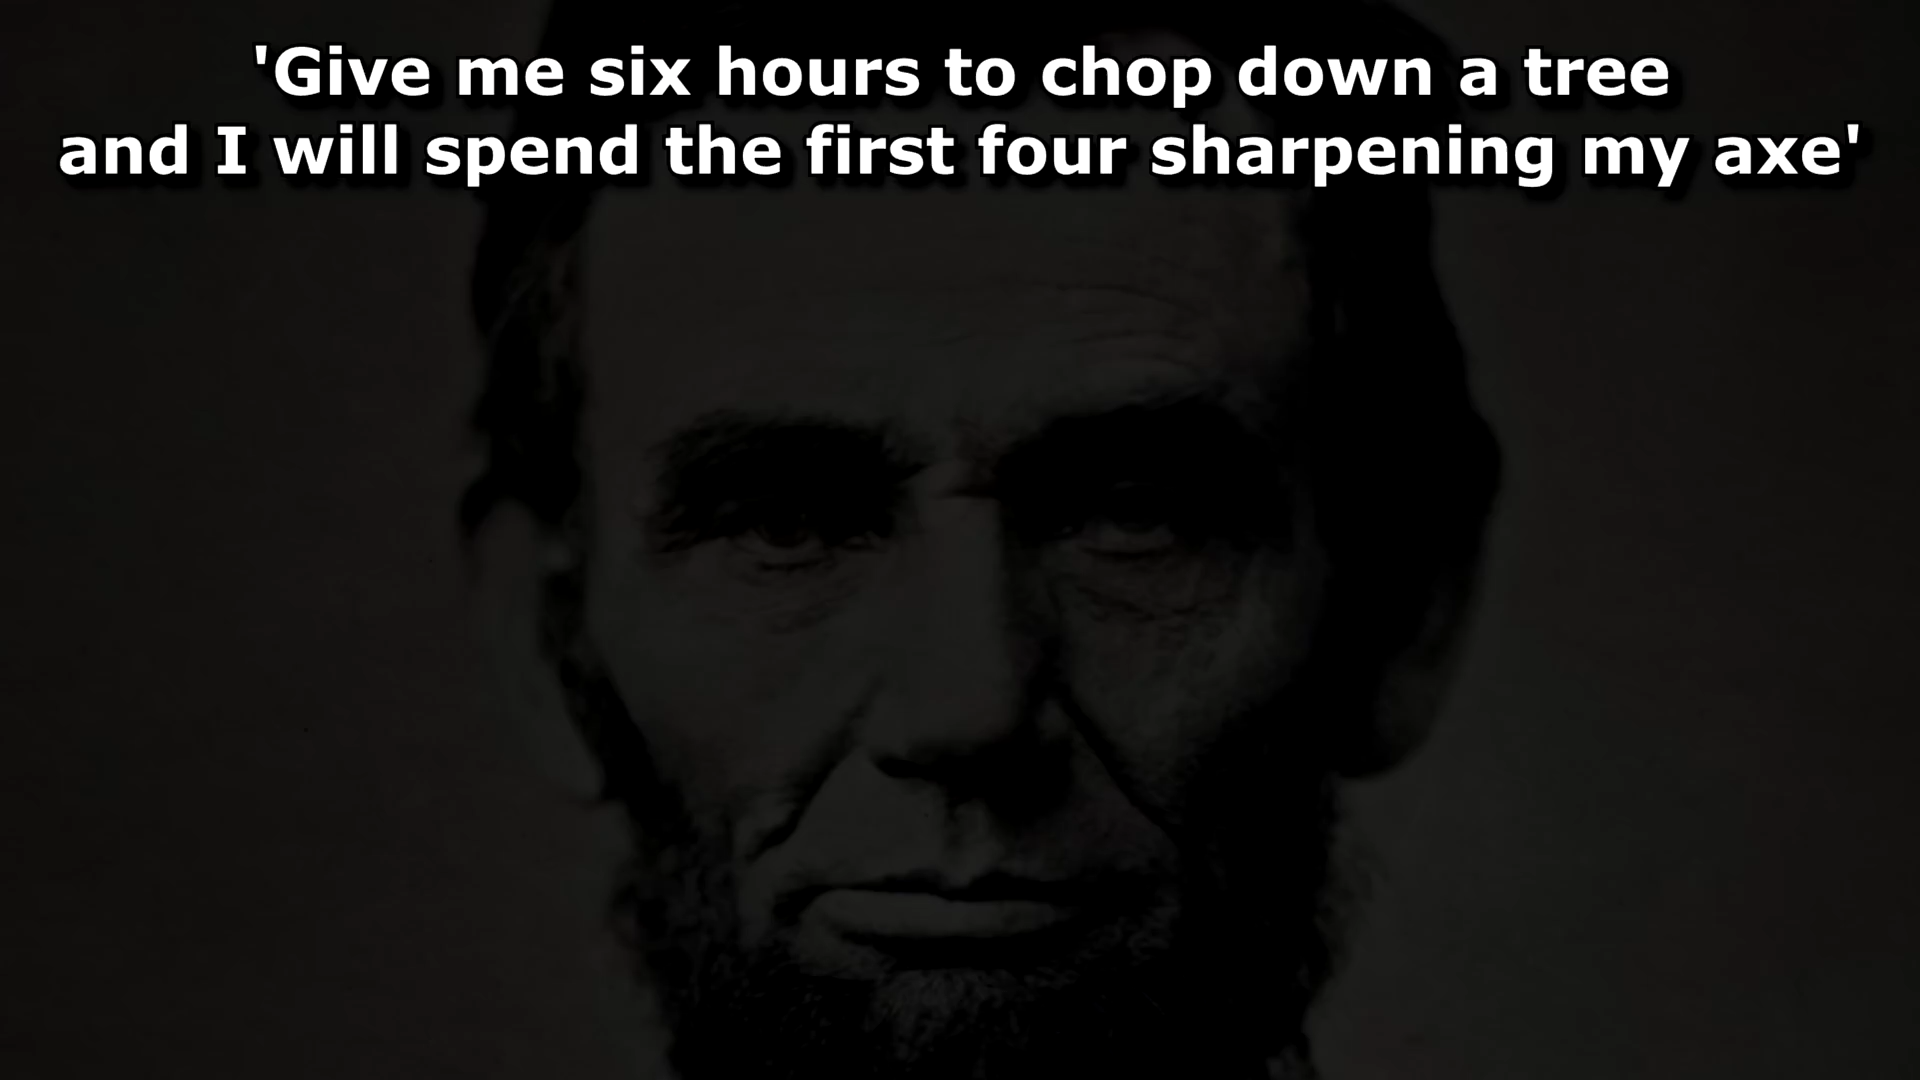 'Give me six hours to chop down a tree
and I will spend the first four sharpening my axe'